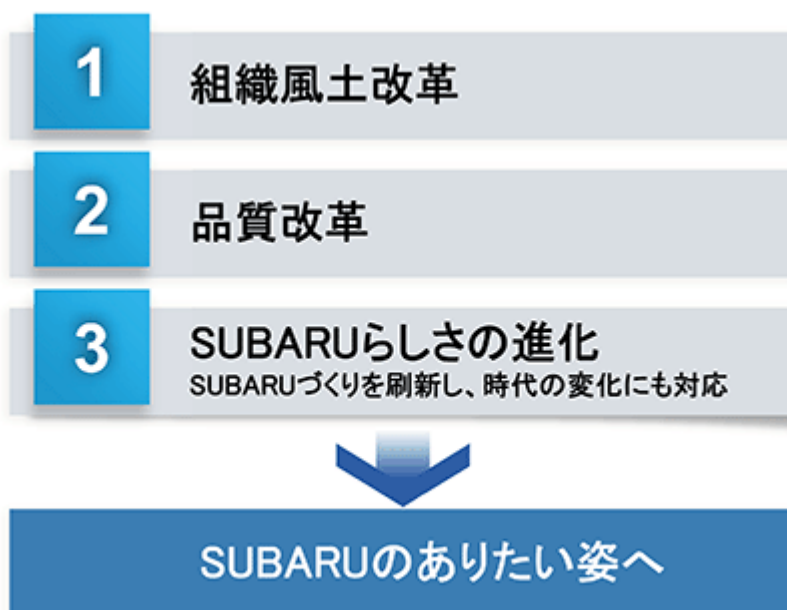 1
組織風土改革
2
品質改革
3
SUBARUらしさの進化
SUBARUづくりを刷新し、時代の変化にも対応
SUBARUのありたい姿へ